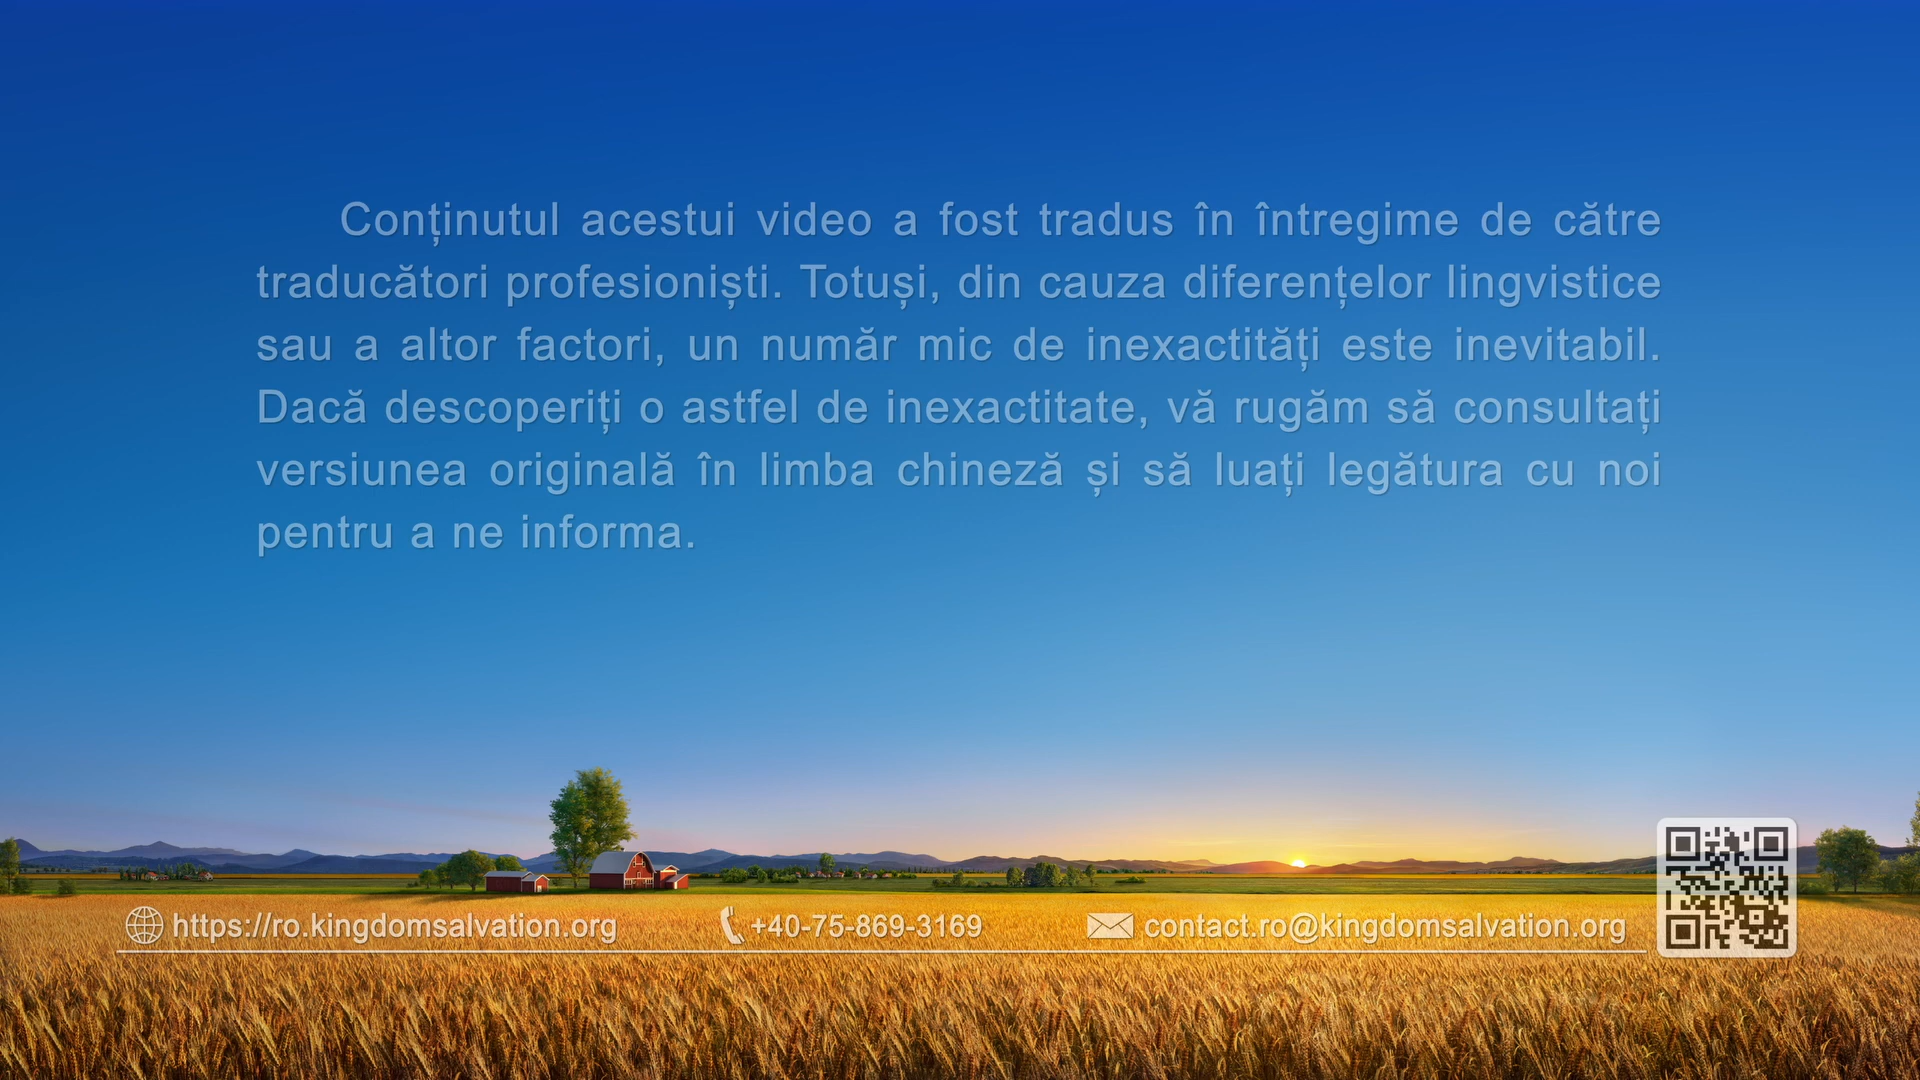 Conținutul acestui video a fost tradus în întregime de către
traducători profesioniști. Totuși, din cauza diferențelor lingvistice
sau a altor factori, un număr mic de inexactități este inevitabil.
Dacă descoperiți o astfel de inexactitate, vă rugăm să consultați
versiunea originală în limba chineză și să luați legătura cu noi
pentru a ne informa.
https://ro.kingdomsalvation.org
+40-75-869-3169
contact.ro@kingdomsalvation.org